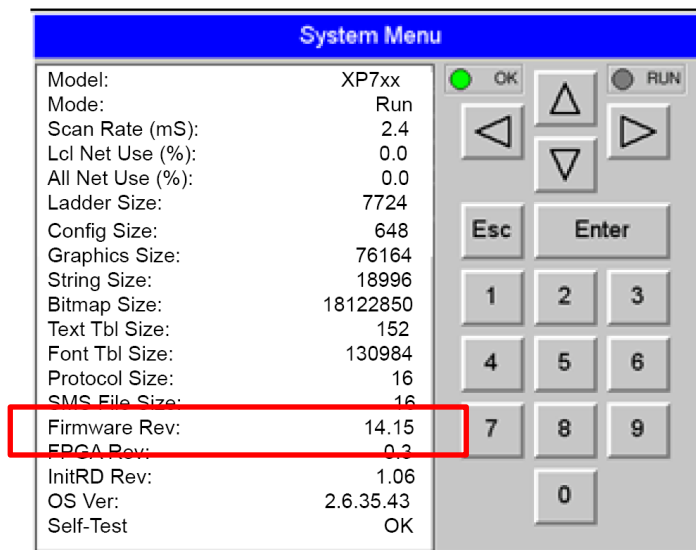 System Menu
Model: XP7xx
Mode: Run
Scan Rate (mS): 2.4
Lcl Net Use (%): 0.0
All Net Use (%): 0.0
Ladder Size: 7724
Config Size: 648
Graphics Size: 76164
String Size: 18996
Bitmap Size: 18122850
Text Tbl Size: 152
Font Tbl Size: 130984
Protocol Size: 16
SMS File Size: 16
Firmware Rev: 14.15
FPGA Rev: 0.3
InitRD Rev: 1.06
OS Ver: 2.6.35.43
Self-Test OK
OK RUN
Esc Enter
1 2 3
4 5 6
7 8 9
0